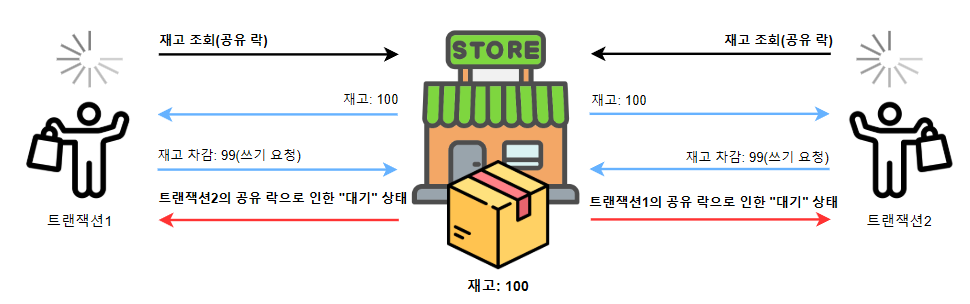 재고 조회(공유 락)
재고 조회(공유 락)
STORE
재고: 100
재고: 100
재고 차감: 99(쓰기 요청)
재고 차감: 99(쓰기 요청)
트랜잭션2의 공유 락으로 인한 "대기" 상태
트랜잭션1의 공유 락으로 인한 "대기" 상태
트랜잭션1
트랜잭션2
재고: 100